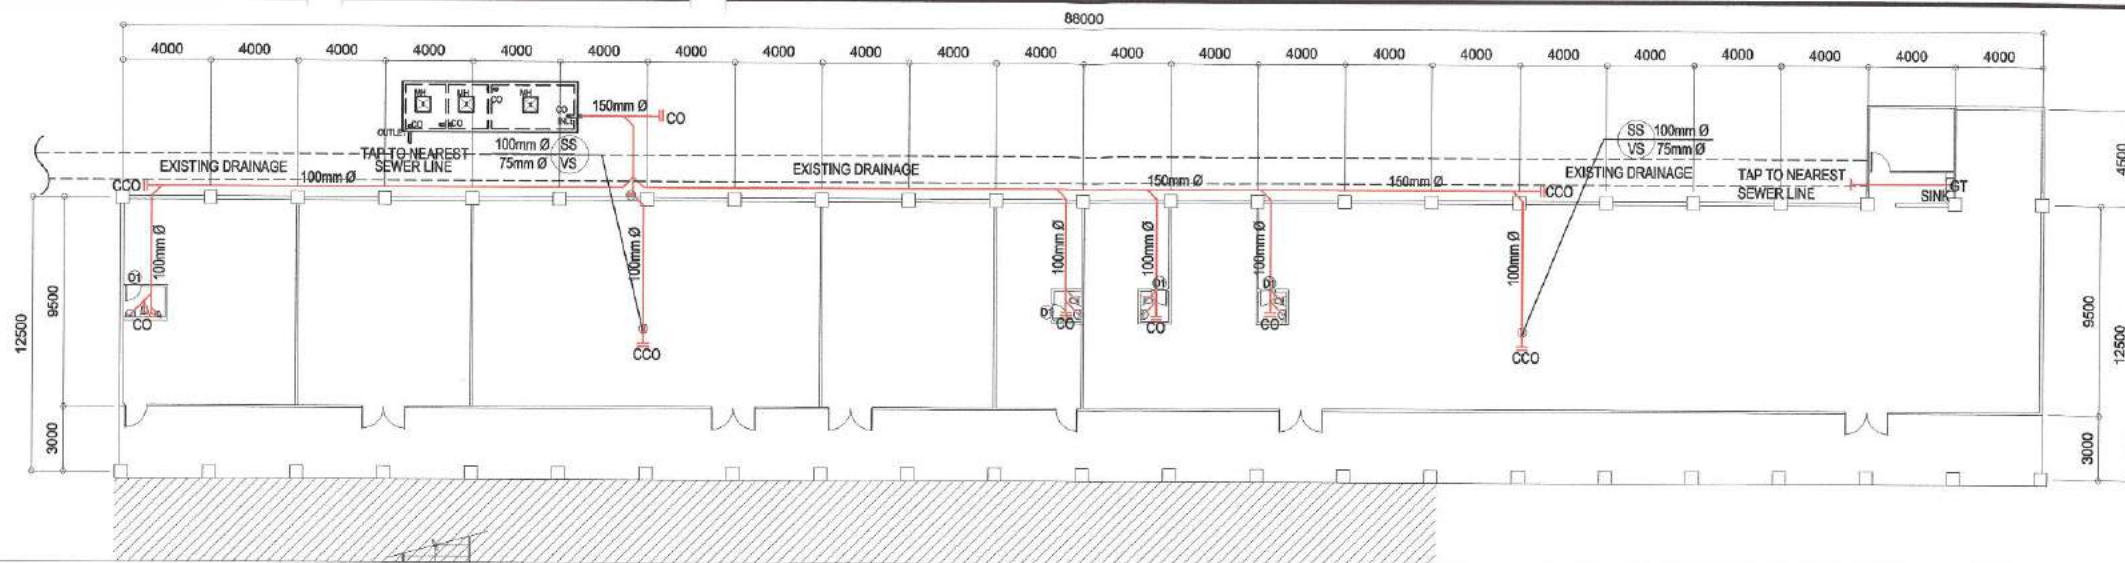 88000
4000 4000 4000 4000 4000 4000 4000 4000 4000 4000 4000 4000 4000 4000 4000 4000 4000 4000 4000 4000 4000 4000
MH MH CO
CO CO CO
OUTLET
150mm Ø CO
100mm Ø SS
75mm Ø VS
SS 100mm Ø
VS 75mm Ø
EXISTING DRAINAGE
TAP TO NEAREST
SEWER LINE
EXISTING DRAINAGE
EXISTING DRAINAGE
TAP TO NEAREST
SEWER LINE
CCO 100mm Ø
150mm Ø
150mm Ø
CCO
GT
SINK
4500
100mm Ø
100mm Ø
100mm Ø
100mm Ø
100mm Ø
100mm Ø
D1
D1
D1
D1
CO
CCO
CO
CO
CO
CCO
12500
9500
3000
9500
12500
3000